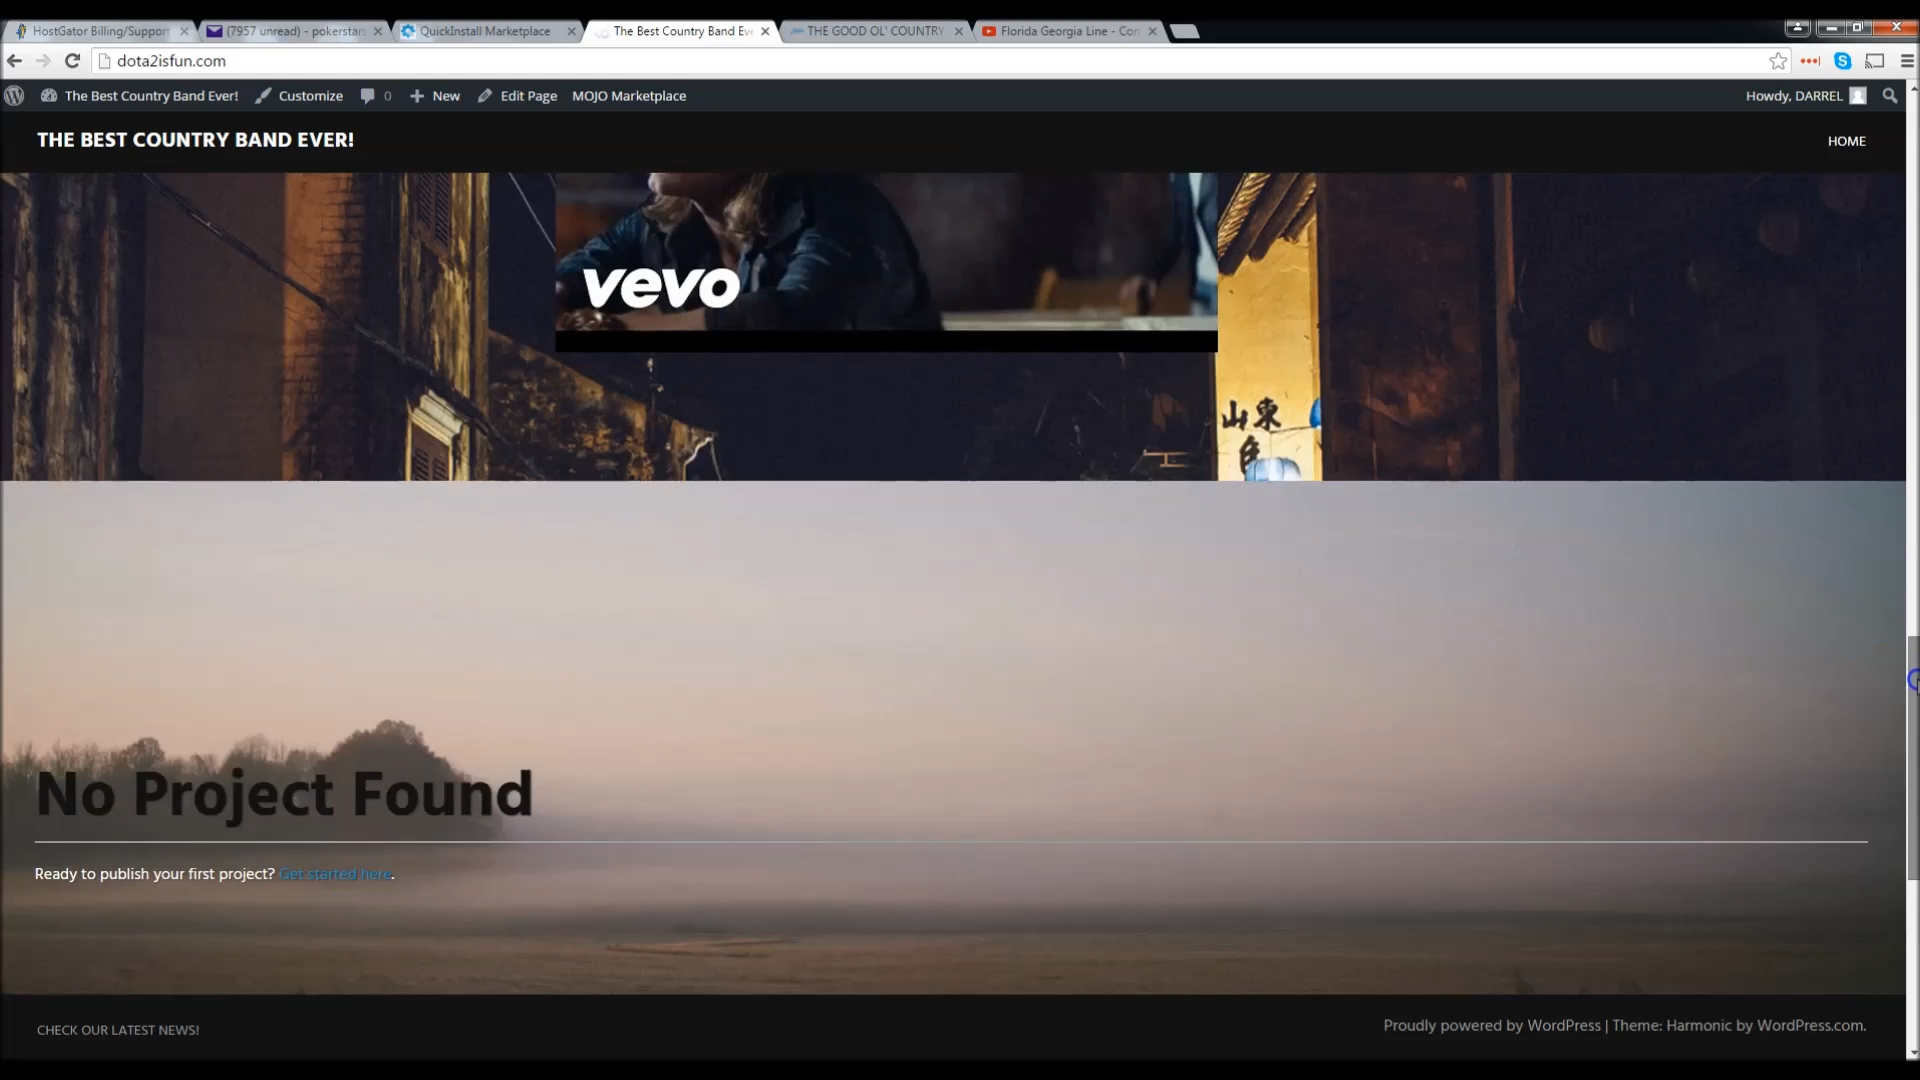 HostGator Billing/Support
(7957 unread) - pokerstar
QuickInstall Marketplace
The Best Country Band Ev
THE GOOD OL' COUNTRY
Florida Georgia Line - Con
dota2isfun.com
The Best Country Band Ever!
Customize
0
New
Edit Page
MOJO Marketplace
Howdy, DARREL
THE BEST COUNTRY BAND EVER!
HOME
vevo
山東
No Project Found
Ready to publish your first project? Get started here.
CHECK OUR LATEST NEWS!
Proudly powered by WordPress | Theme: Harmonic by WordPress.com.